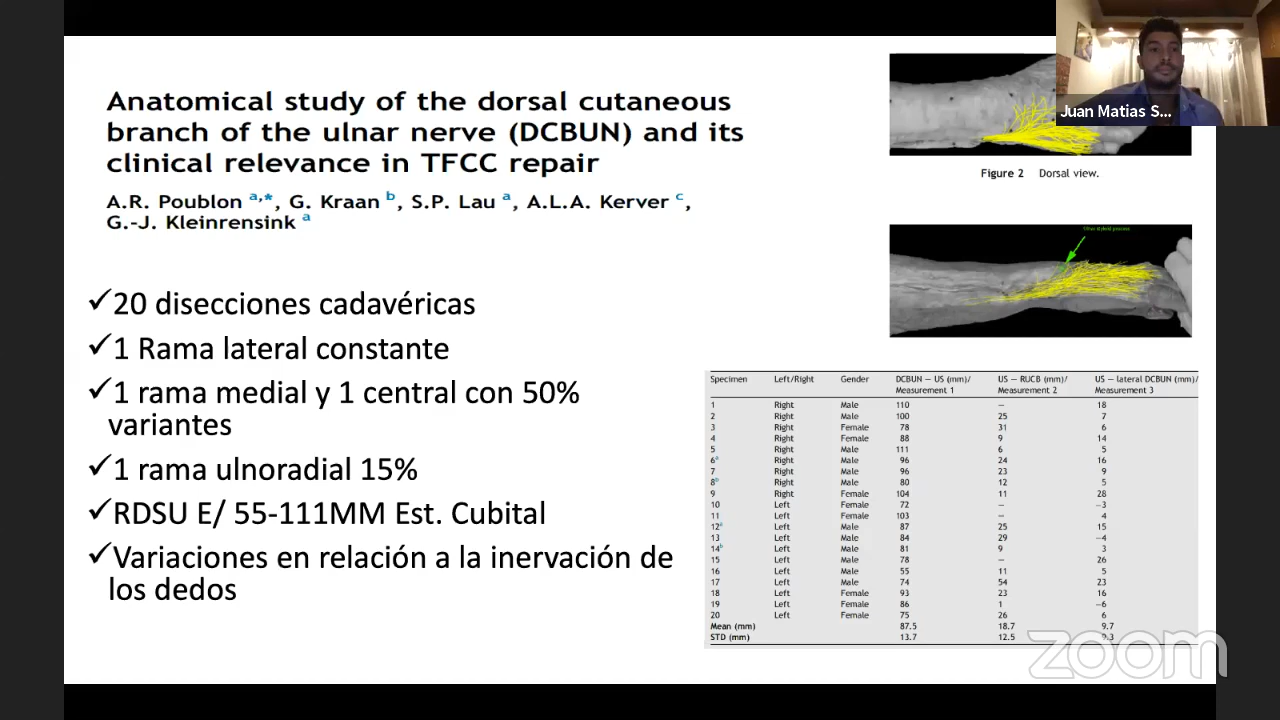 Anatomical study of the dorsal cutaneous
branch of the ulnar nerve (DCBUN) and its
clinical relevance in TFCC repair
A.R. Poublon a,*, G. Kraan b, S.P. Lau a, A.L.A. Kerver c,
G.-J. Kleinrensink a
✓20 disecciones cadavéricas
✓1 Rama lateral constante
✓1 rama medial y 1 central con 50%
variantes
✓1 rama ulnoradial 15%
✓RDSU E/ 55-111MM Est. Cubital
✓Variaciones en relación a la inervación de
los dedos
Juan Matias S...
Figure 2 Dorsal view.
Specimen Left/Right Gender DCBUN – US (mm)/ US – RUCB (mm)/ US – lateral DCBUN (mm)/
Measurement 1 Measurement 2 Measurement 3
1 Right Male 110 – 18
2 Right Male 100 25 7
3 Right Female 78 31 6
4 Right Female 88 9 14
5 Right Male 111 6 5
6a Right Male 96 24 16
7 Right Male 96 23 9
8b Right Male 80 12 5
9 Right Female 104 11 28
10 Left Female 72 – –3
11 Left Female 103 – 4
12a Left Male 87 25 15
13 Left Male 84 29 –4
14b Left Male 81 9 3
15 Left Male 78 – 26
16 Left Male 55 11 5
17 Left Male 74 54 23
18 Left Female 93 23 16
19 Left Female 86 1 –6
20 Left Female 75 26 6
Mean (mm) 87.5 18.7 9.7
STD (mm) 13.7 12.5 9.3
zoom